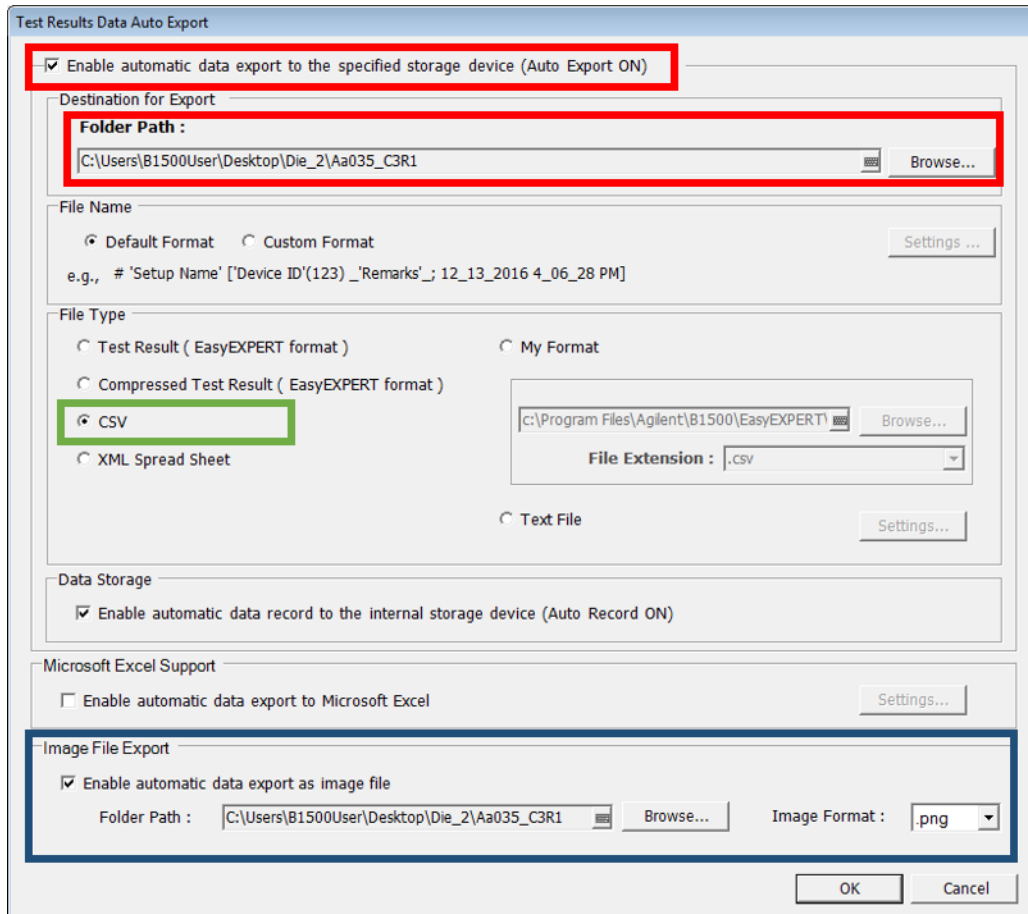 Test Results Data Auto Export
Enable automatic data export to the specified storage device (Auto Export ON)
Destination for Export
Folder Path :
C:\Users\B1500User\Desktop\Die_2\Aa035_C3R1 Browse...
File Name
Default Format Custom Format Settings ...
e.g., # 'Setup Name' ['Device ID'(123) _'Remarks'_; 12_13_2016 4_06_28 PM]
File Type
Test Result ( EasyEXPERT format ) My Format
Compressed Test Result ( EasyEXPERT format )
CSV c:\Program Files\Agilent\B1500\EasyEXPERT\ Browse...
XML Spread Sheet File Extension : .csv
Text File Settings...
Data Storage
Enable automatic data record to the internal storage device (Auto Record ON)
Microsoft Excel Support
Enable automatic data export to Microsoft Excel Settings...
Image File Export
Enable automatic data export as image file
Folder Path : C:\Users\B1500User\Desktop\Die_2\Aa035_C3R1 Browse... Image Format : .png
OK Cancel